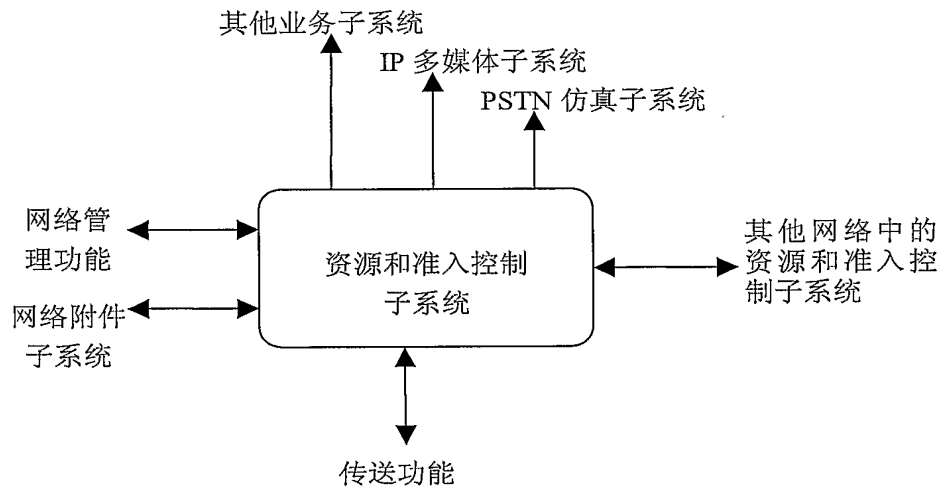 其他业务子系统
IP 多媒体子系统
PSTN 仿真子系统
网络管
理功能
网络附件
子系统
资源和准入控制
子系统
其他网络中的
资源和准入控
制子系统
传送功能